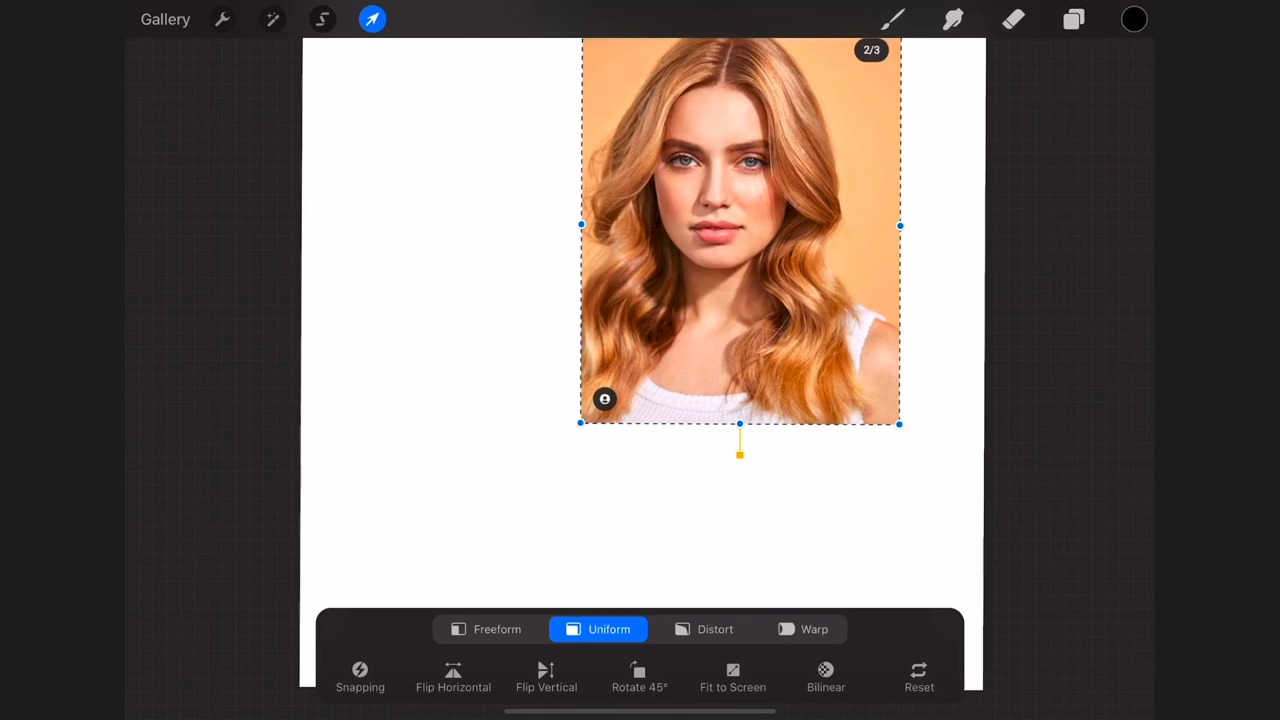 Gallery
2/3
Freeform Uniform Distort Warp
Snapping Flip Horizontal Flip Vertical Rotate 45° Fit to Screen Bilinear Reset